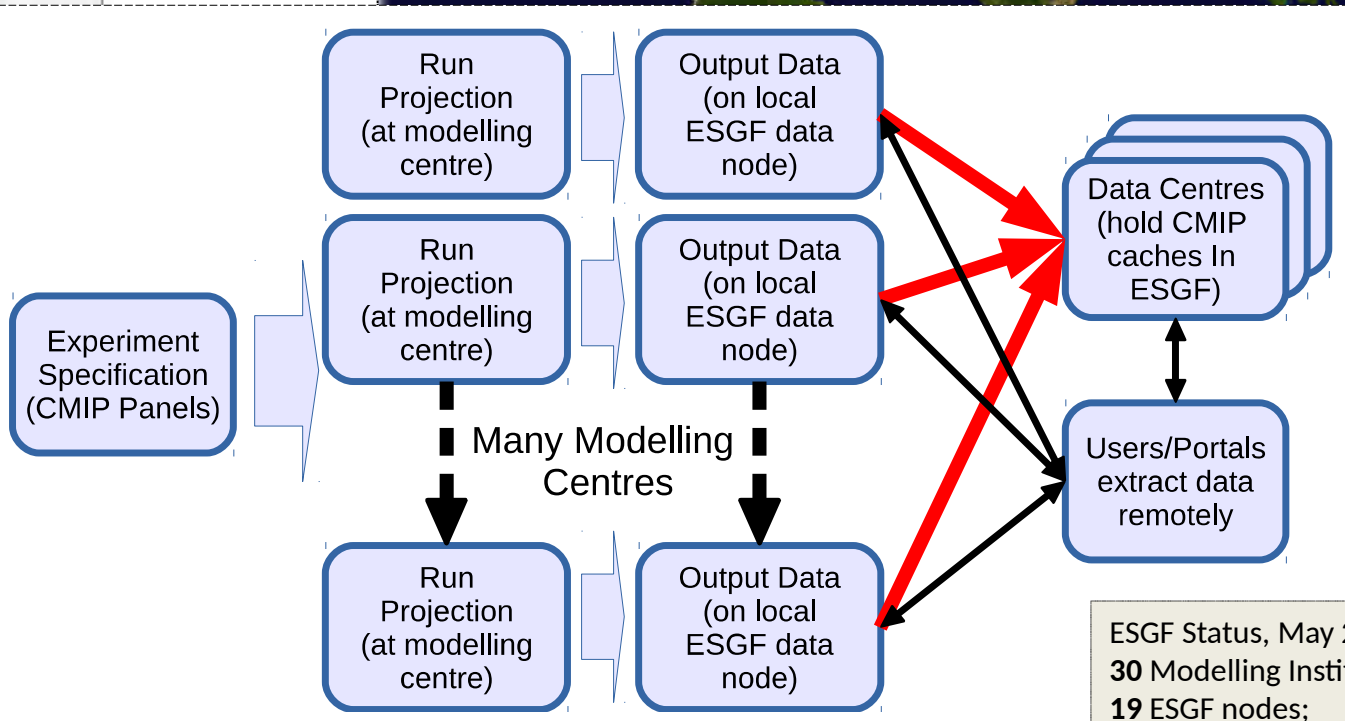 Experiment
Specification
(CMIP Panels)
Run
Projection
(at modelling
centre)
Output Data
(on local
ESGF data
node)
Run
Projection
(at modelling
centre)
Output Data
(on local
ESGF data
node)
Many Modelling
Centres
Run
Projection
(at modelling
centre)
Output Data
(on local
ESGF data
node)
Data Centres
(hold CMIP
caches In
ESGF)
Users/Portals
extract data
remotely
ESGF Status, May
30 Modelling
19 ESGF nodes;